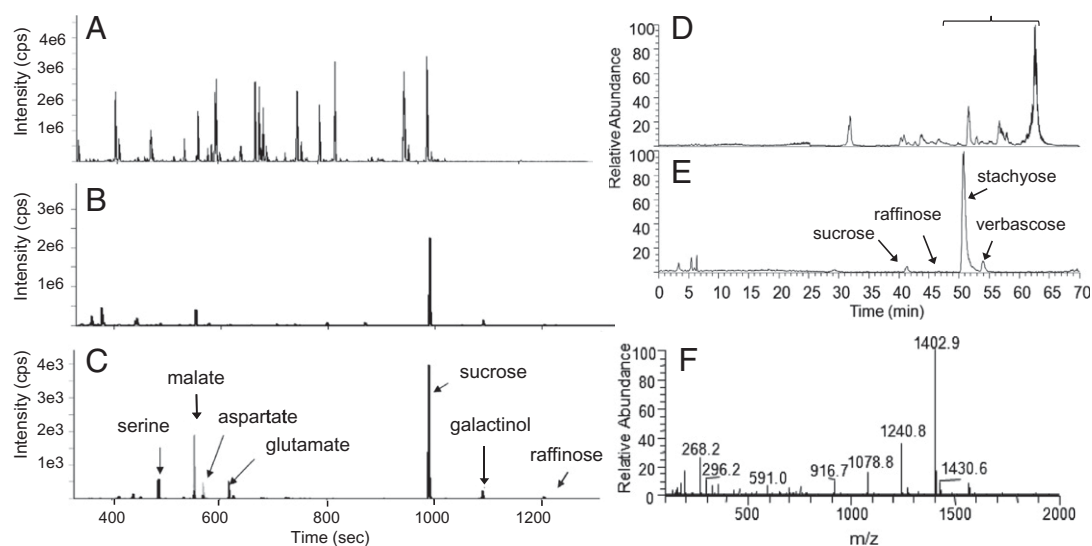 A
Intensity (cps)
4e6
3e6
2e6
1e6
B
Intensity (cps)
3e6
2e6
1e6
C
Intensity (cps)
4e3
3e3
2e3
1e3
serine
malate
aspartate
glutamate
sucrose
galactinol
raffinose
400 600 800 1000 1200
Time (sec)
D
Relative Abundance
100
80
60
40
20
0
E
100
80
60
40
20
0
sucrose
raffinose
stachyose
verbascose
0 5 10 15 20 25 30 35 40 45 50 55 60 65 70
Time (min)
F
Relative Abundance
100
80
60
40
20
0
268.2
296.2
591.0
916.7
1078.8
1240.8
1402.9
1430.6
500 1000 1500 2000
m/z